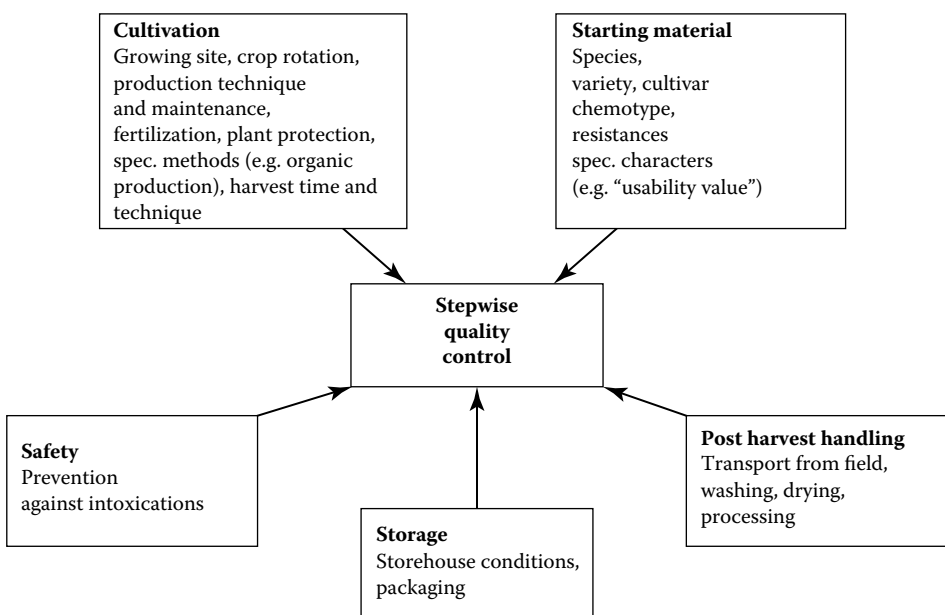 Cultivation
Growing site, crop rotation,
production technique
and maintenance,
fertilization, plant protection,
spec. methods (e.g. organic
production), harvest time and
technique
Starting material
Species,
variety, cultivar
chemotype,
resistances
spec. characters
(e.g. “usability value”)
Stepwise
quality
control
Safety
Prevention
against intoxications
Storage
Storehouse conditions,
packaging
Post harvest handling
Transport from field,
washing, drying,
processing